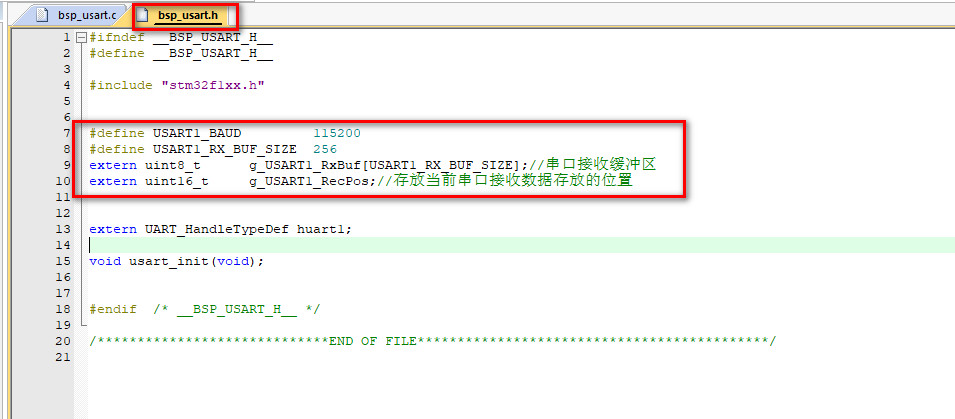 bsp_usart.c bsp_usart.h
1 #ifndef __BSP_USART_H__
2 #define __BSP_USART_H__
3
4 #include "stm32f1xx.h"
5
6
7 #define USART1_BAUD 115200
8 #define USART1_RX_BUF_SIZE 256
9 extern uint8_t g_USART1_RxBuf[USART1_RX_BUF_SIZE];//串口接收缓冲区
10 extern uint16_t g_USART1_RecPos;//存放当前串口接收数据存放的位置
11
12
13 extern UART_HandleTypeDef huart1;
14
15 void usart_init(void);
16
17
18 #endif /* __BSP_USART_H__ */
19
20 /*****************************END OF FILE********************************************/
21